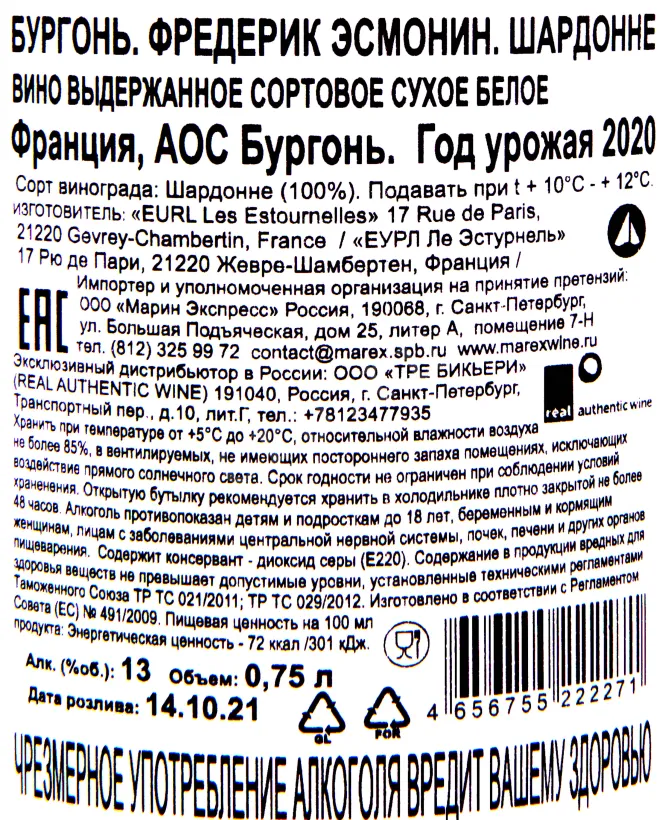 БУРГОНЬ. ФРЕДЕРИК ЭСМОНИН. ШАРДОННЕ
ВИНО ВЫДЕРЖАННОЕ СОРТОВОЕ СУХОЕ БЕЛОЕ
Франция, АОС Бургонь. Год урожая 2020
Сорт винограда: Шардонне (100%). Подавать при t + 10°C - + 12°C.
ИЗГОТОВИТЕЛЬ: «EURL Les Estournelles» 17 Rue de Paris,
21220 Gevrey-Chambertin, France / «ЕУРЛ Ле Эстурнель»
17 Рю де Пари, 21220 Жевре-Шамбертен, Франция /
Импортер и уполномоченная организация на принятие претензий:
ООО «Марин Экспресс» Россия, 190068, г. Санкт-Петербург,
ул. Большая Подъяческая, дом 25, литер А, помещение 7-Н
тел. (812) 325 99 72 contact@marex.spb.ru www.marexwine.ru
EAC
Эксклюзивный дистрибьютор в России: ООО «ТРЕ БИКЬЕРИ»
(REAL AUTHENTIC WINE) 191040, Россия, г. Санкт-Петербург,
Транспортный пер., д.10, лит.Г, тел.: +78123477935
real authentic wine
Хранить при температуре от +5°C до +20°C, относительной влажности воздуха
не более 85%, в вентилируемых, не имеющих постороннего запаха помещениях, исключающих
воздействие прямого солнечного света. Срок годности не ограничен при соблюдении условий
хранения. Открытую бутылку рекомендуется хранить в холодильнике плотно закрытой не более
48 часов. Алкоголь противопоказан детям и подросткам до 18 лет, беременным и кормящим
женщинам, лицам с заболеваниями центральной нервной системы, почек, печени и других органов
пищеварения. Содержит консервант - диоксид серы (Е220). Содержание в продукции вредных для
здоровья веществ не превышает допустимые уровни, установленные техническими регламентами
Таможенного Союза ТР ТС 021/2011; ТР ТС 029/2012. Изготовлено в соответствии с Регламентом
Совета (ЕС) № 491/2009. Пищевая ценность на 100 мл
продукта: Энергетическая ценность - 72 ккал /301 кДж.
Алк. (%об.): 13 Объем: 0,75 л
Дата розлива: 14.10.21
GL
FOR
4 656755 222271
ЧРЕЗМЕРНОЕ УПОТРЕБЛЕНИЕ АЛКОГОЛЯ ВРЕДИТ ВАШЕМУ ЗДОРОВЬЮ